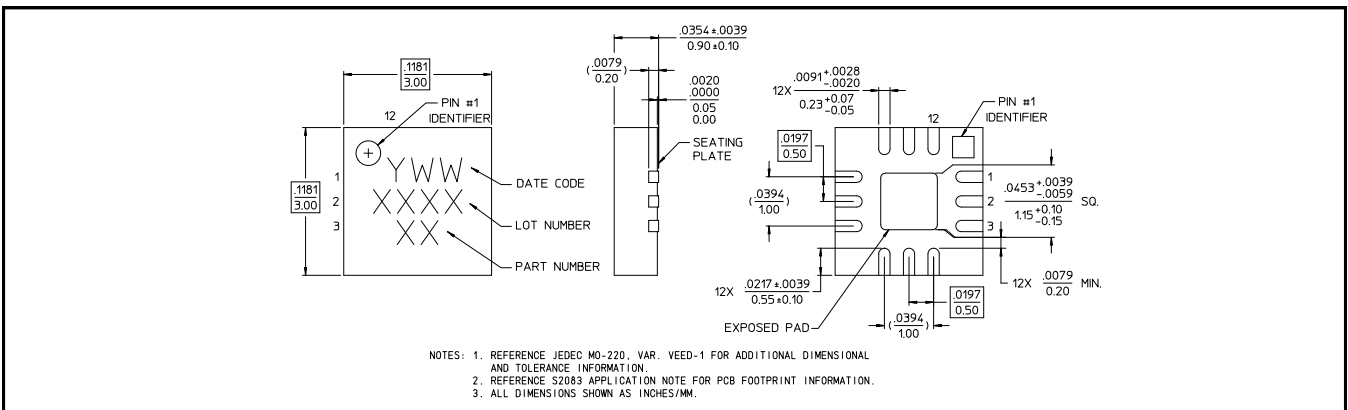 .1181
3.00
.1181
3.00
12
PIN #1
IDENTIFIER
1
2
3
YWW
XXXX
XX
DATE CODE
LOT NUMBER
PART NUMBER
.0354±.0039
0.90±0.10
(.0079
0.20)
.0020
.0000
0.05
0.00
SEATING
PLATE
12X .0091 +.0028
-.0020
0.23 +0.07
-0.05
12
PIN #1
IDENTIFIER
.0197
0.50
(.0394
1.00)
1
2
3
.0453 +.0039
-.0059
1.15 +0.10
-0.15
SQ.
12X .0217±.0039
0.55±0.10
12X .0079
0.20 MIN.
.0197
0.50
EXPOSED PAD
(.0394
1.00)
NOTES: 1. REFERENCE JEDEC MO-220, VAR. VEED-1 FOR ADDITIONAL DIMENSIONAL
AND TOLERANCE INFORMATION.
2. REFERENCE S2083 APPLICATION NOTE FOR PCB FOOTPRINT INFORMATION.
3. ALL DIMENSIONS SHOWN AS INCHES/MM.